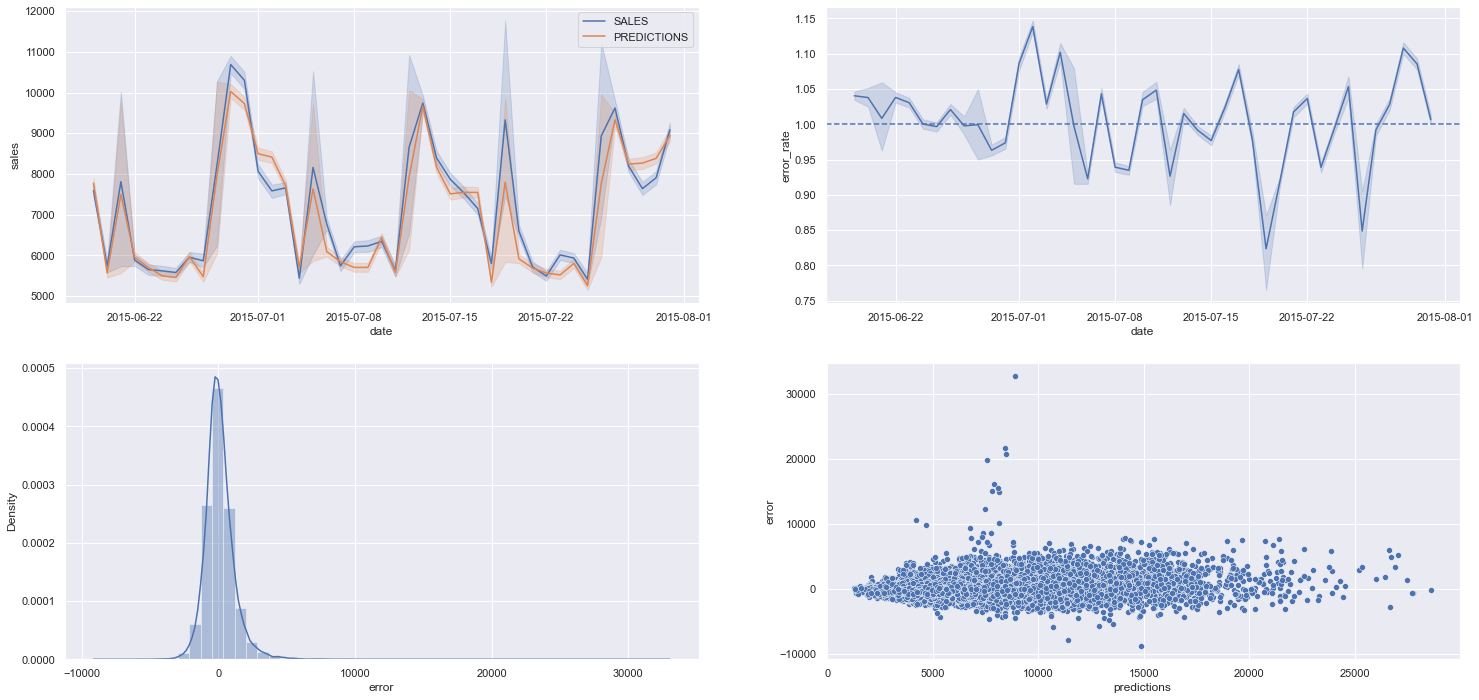 12000
11000
10000
9000
8000
7000
6000
5000
sales
SALES
PREDICTIONS
2015-06-22 2015-07-01 2015-07-08 2015-07-15 2015-07-22 2015-08-01
date
1.15
1.10
1.05
1.00
0.95
0.90
0.85
0.80
0.75
error_rate
2015-06-22 2015-07-01 2015-07-08 2015-07-15 2015-07-22 2015-08-01
date
0.0005
0.0004
0.0003
0.0002
0.0001
0.0000
Density
−10000 0 10000 20000 30000
error
30000
20000
10000
0
−10000
error
0 5000 10000 15000 20000 25000
predictions